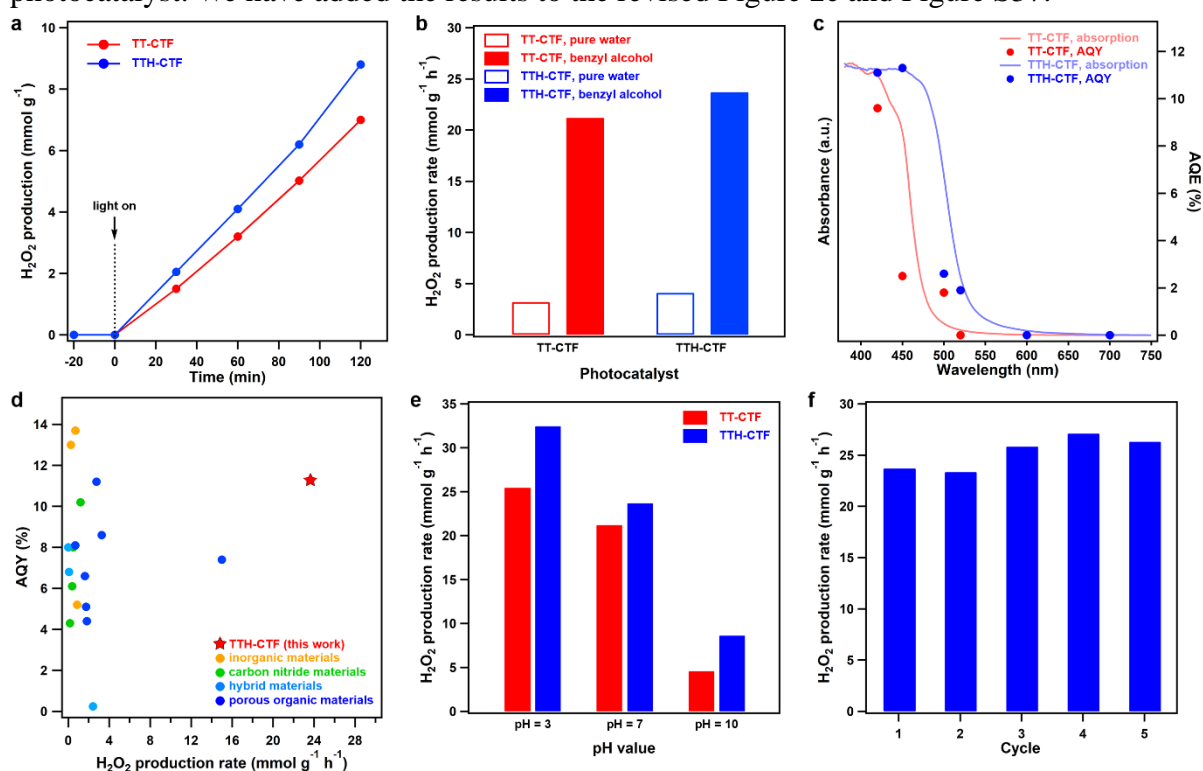 photocatalyst. We have added the results to the revised Figure 2e and Figure S37.
a
H2O2 production (mmol g-1)
10
8
6
4
2
0
TT-CTF
TTH-CTF
light on
-20 0 20 40 60 80 100 120
Time (min)
b
H2O2 production rate (mmol g-1 h-1)
30
25
20
15
10
5
0
TT-CTF, pure water
TT-CTF, benzyl alcohol
TTH-CTF, pure water
TTH-CTF, benzyl alcohol
TT-CTF TTH-CTF
Photocatalyst
c
Absorbance (a.u.)
TT-CTF, absorption
TT-CTF, AQY
TTH-CTF, absorption
TTH-CTF, AQY
12
10
8
6
4
2
0
AQE (%)
400 450 500 550 600 650 700 750
Wavelength (nm)
d
AQY (%)
14
12
10
8
6
4
2
0
TTH-CTF (this work)
inorganic materials
carbon nitride materials
hybrid materials
porous organic materials
0 4 8 12 16 20 24 28
H2O2 production rate (mmol g-1 h-1)
e
H2O2 production rate (mmol g-1 h-1)
35
30
25
20
15
10
5
0
TT-CTF
TTH-CTF
pH = 3 pH = 7 pH = 10
pH value
f
H2O2 production rate (mmol g-1 h-1)
30
25
20
15
10
5
0
1 2 3 4 5
Cycle